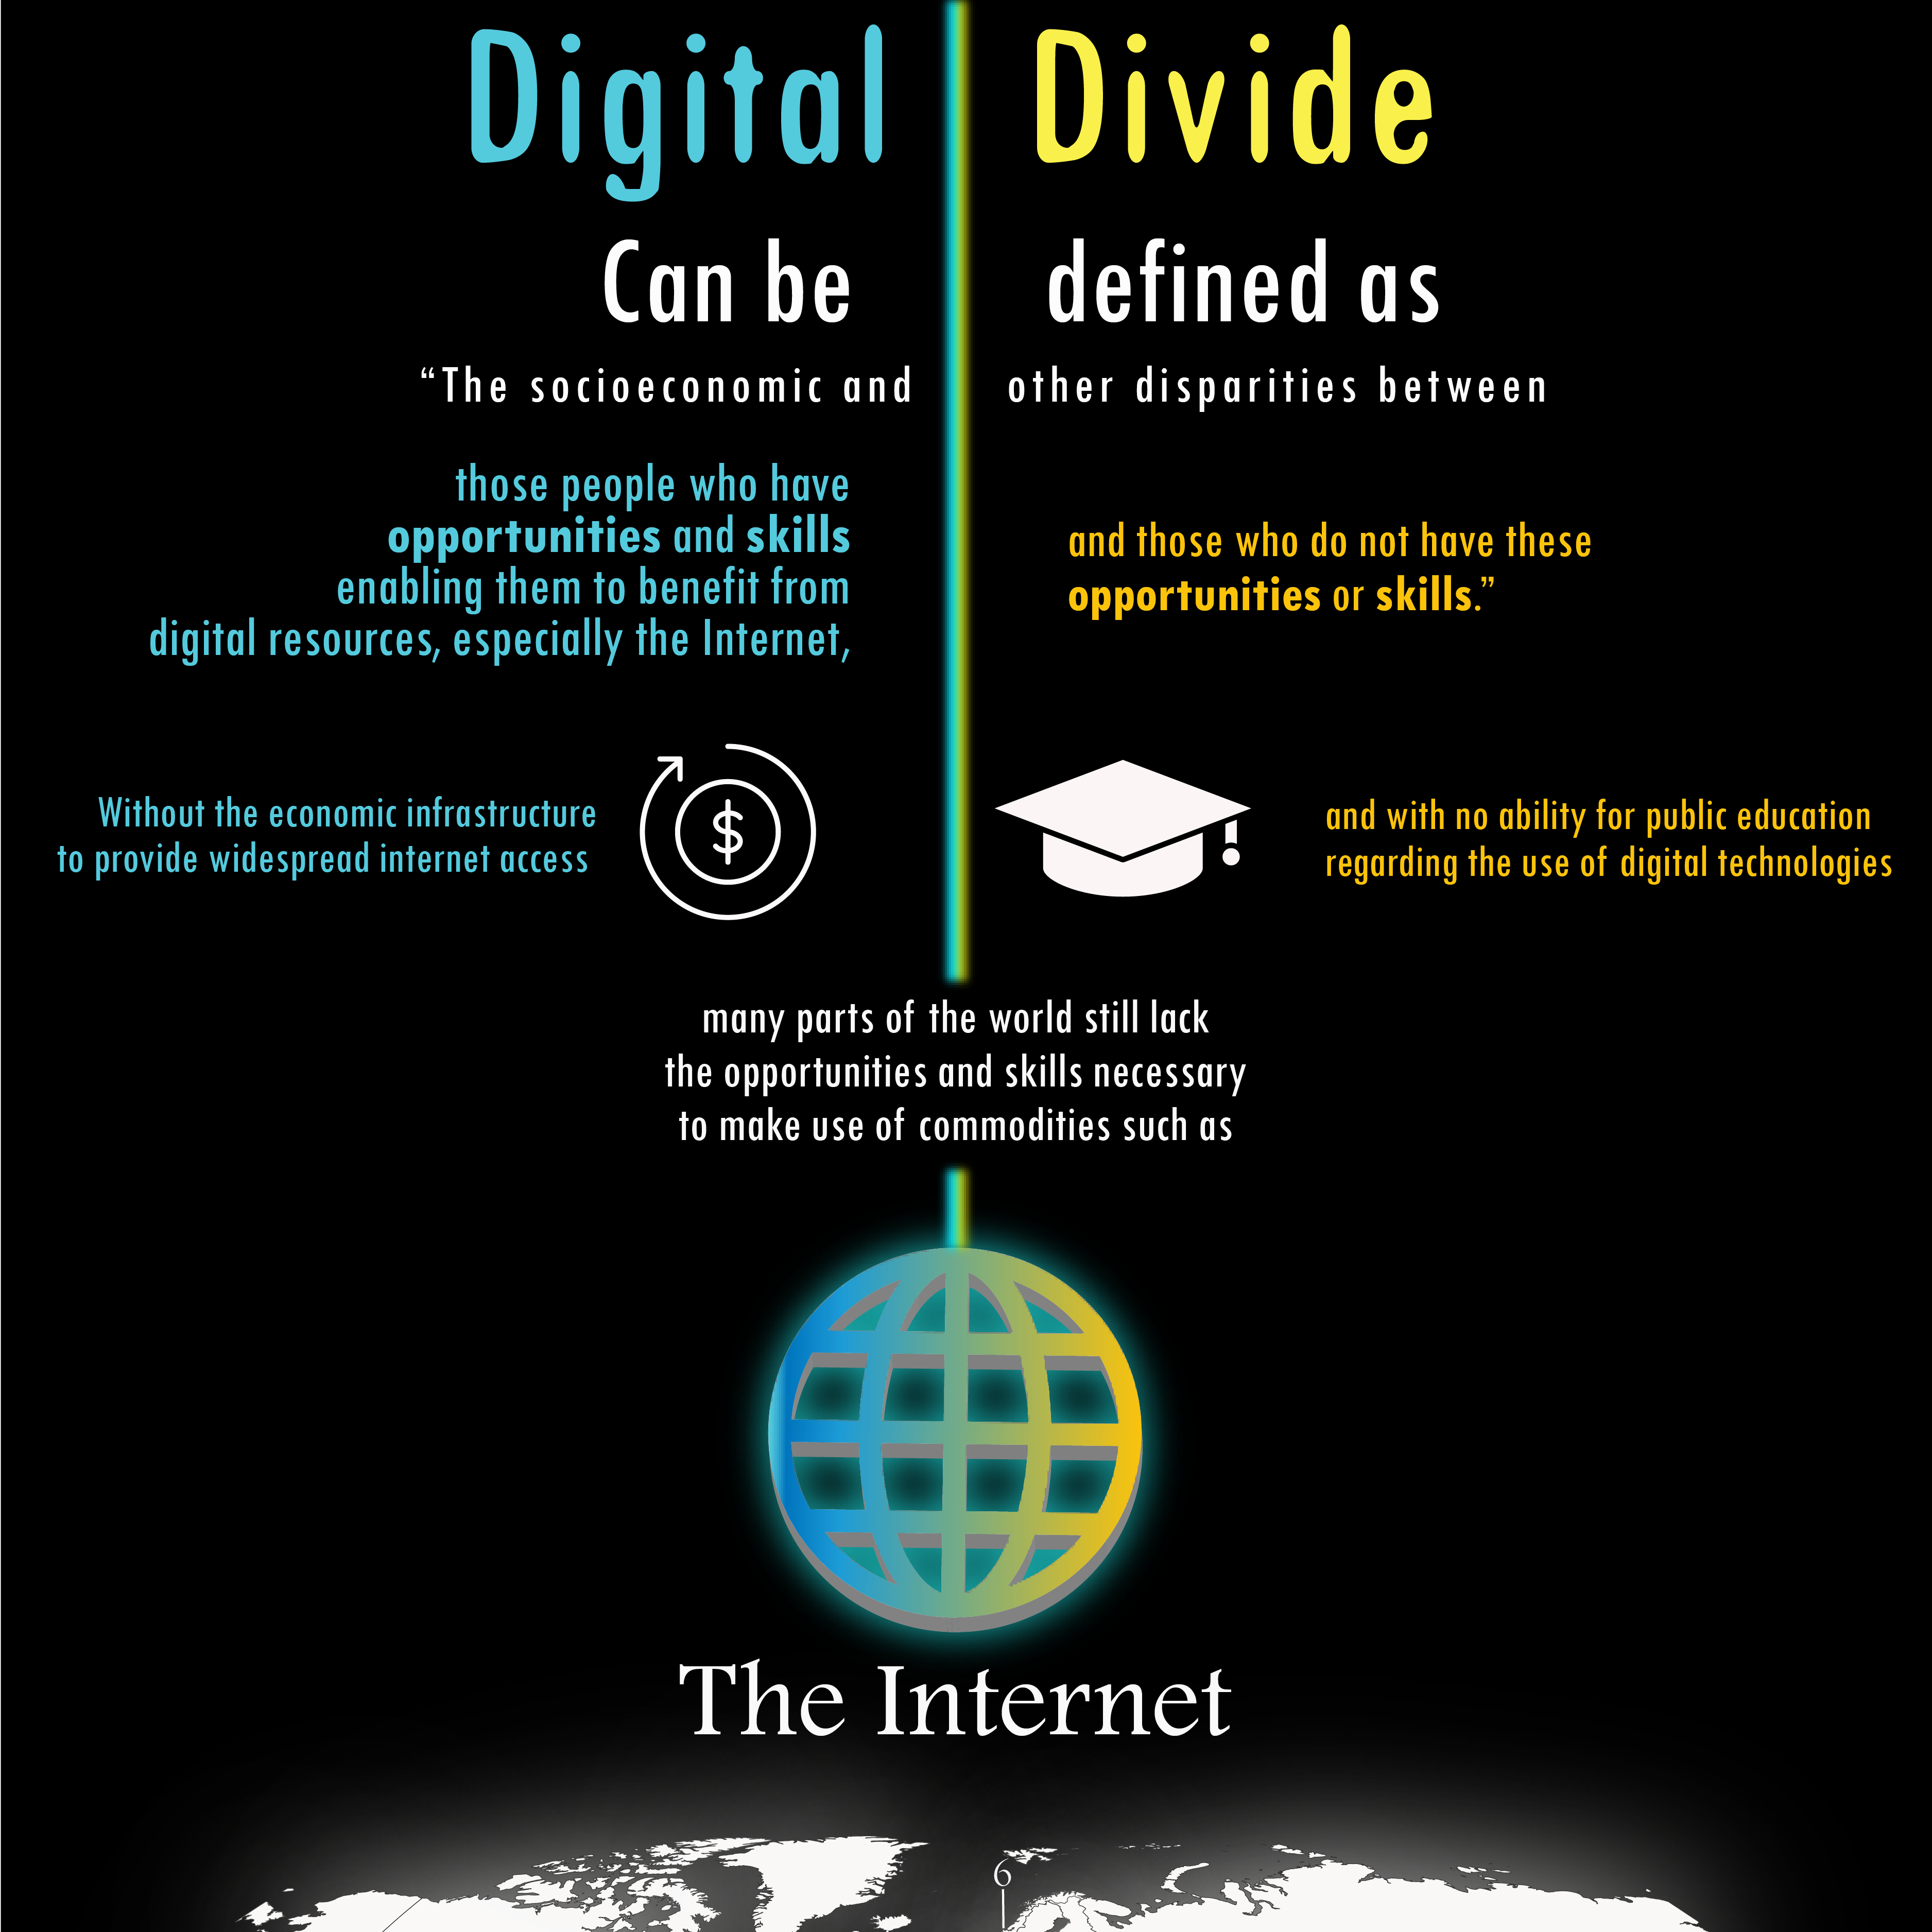 Digital Divide
Can be defined as
“The socioeconomic and other disparities between
those people who have
opportunities and skills
enabling them to benefit from
digital resources, especially the Internet,
and those who do not have these
opportunities or skills.”
Without the economic infrastructure
to provide widespread internet access
$
and with no ability for public education
regarding the use of digital technologies
many parts of the world still lack
the opportunities and skills necessary
to make use of commodities such as
The Internet
6